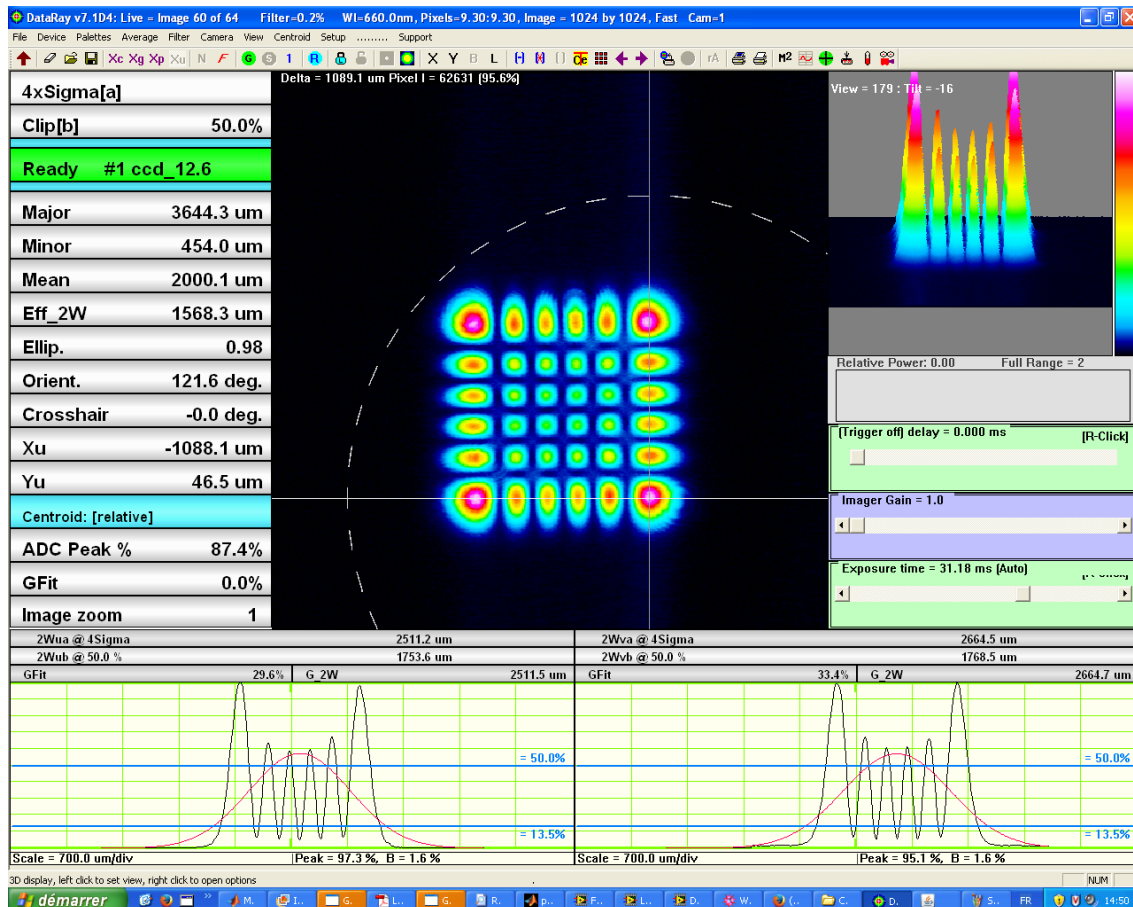 DataRay v7.1D4: Live = Image 60 of 64 Filter=0.2% Wl=660.0nm, Pixels=9.30:9.30, Image = 1024 by 1024, Fast Cam=1
File Device Palettes Average Filter Camera View Centroid Setup ......... Support
Xc Xg Xp Xu N F G S 1 R X Y B L rA M²
4xSigma[a]
Clip[b] 50.0%
Ready #1 ccd_12.6
Major 3644.3 um
Minor 454.0 um
Mean 2000.1 um
Eff_2W 1568.3 um
Ellip. 0.98
Orient. 121.6 deg.
Crosshair -0.0 deg.
Xu -1088.1 um
Yu 46.5 um
Centroid: [relative]
ADC Peak % 87.4%
GFit 0.0%
Image zoom 1
Delta = 1089.1 um Pixel I = 62631 (95.6%)
View = 179 : Tilt = -16
Relative Power: 0.00 Full Range = 2
[Trigger off] delay = 0.000 ms [R-Click]
Imager Gain = 1.0
Exposure time = 31.18 ms (Auto)
2Wua @ 4Sigma 2511.2 um
2Wub @ 50.0 % 1753.6 um
GFit 29.6% G_2W 2511.5 um
= 50.0%
= 13.5%
Scale = 700.0 um/div Peak = 97.3 %, B = 1.6 %
2Wva @ 4Sigma 2664.5 um
2Wvb @ 50.0 % 1768.5 um
GFit 33.4% G_2W 2664.7 um
= 50.0%
= 13.5%
Scale = 700.0 um/div Peak = 95.1 %, B = 1.6 %
3D display, left click to set view, right click to open options NUM
démarrer M. I. G. L. G. R. p.. F.. L.. D. W. (.. C. D. S.. FR 14:50